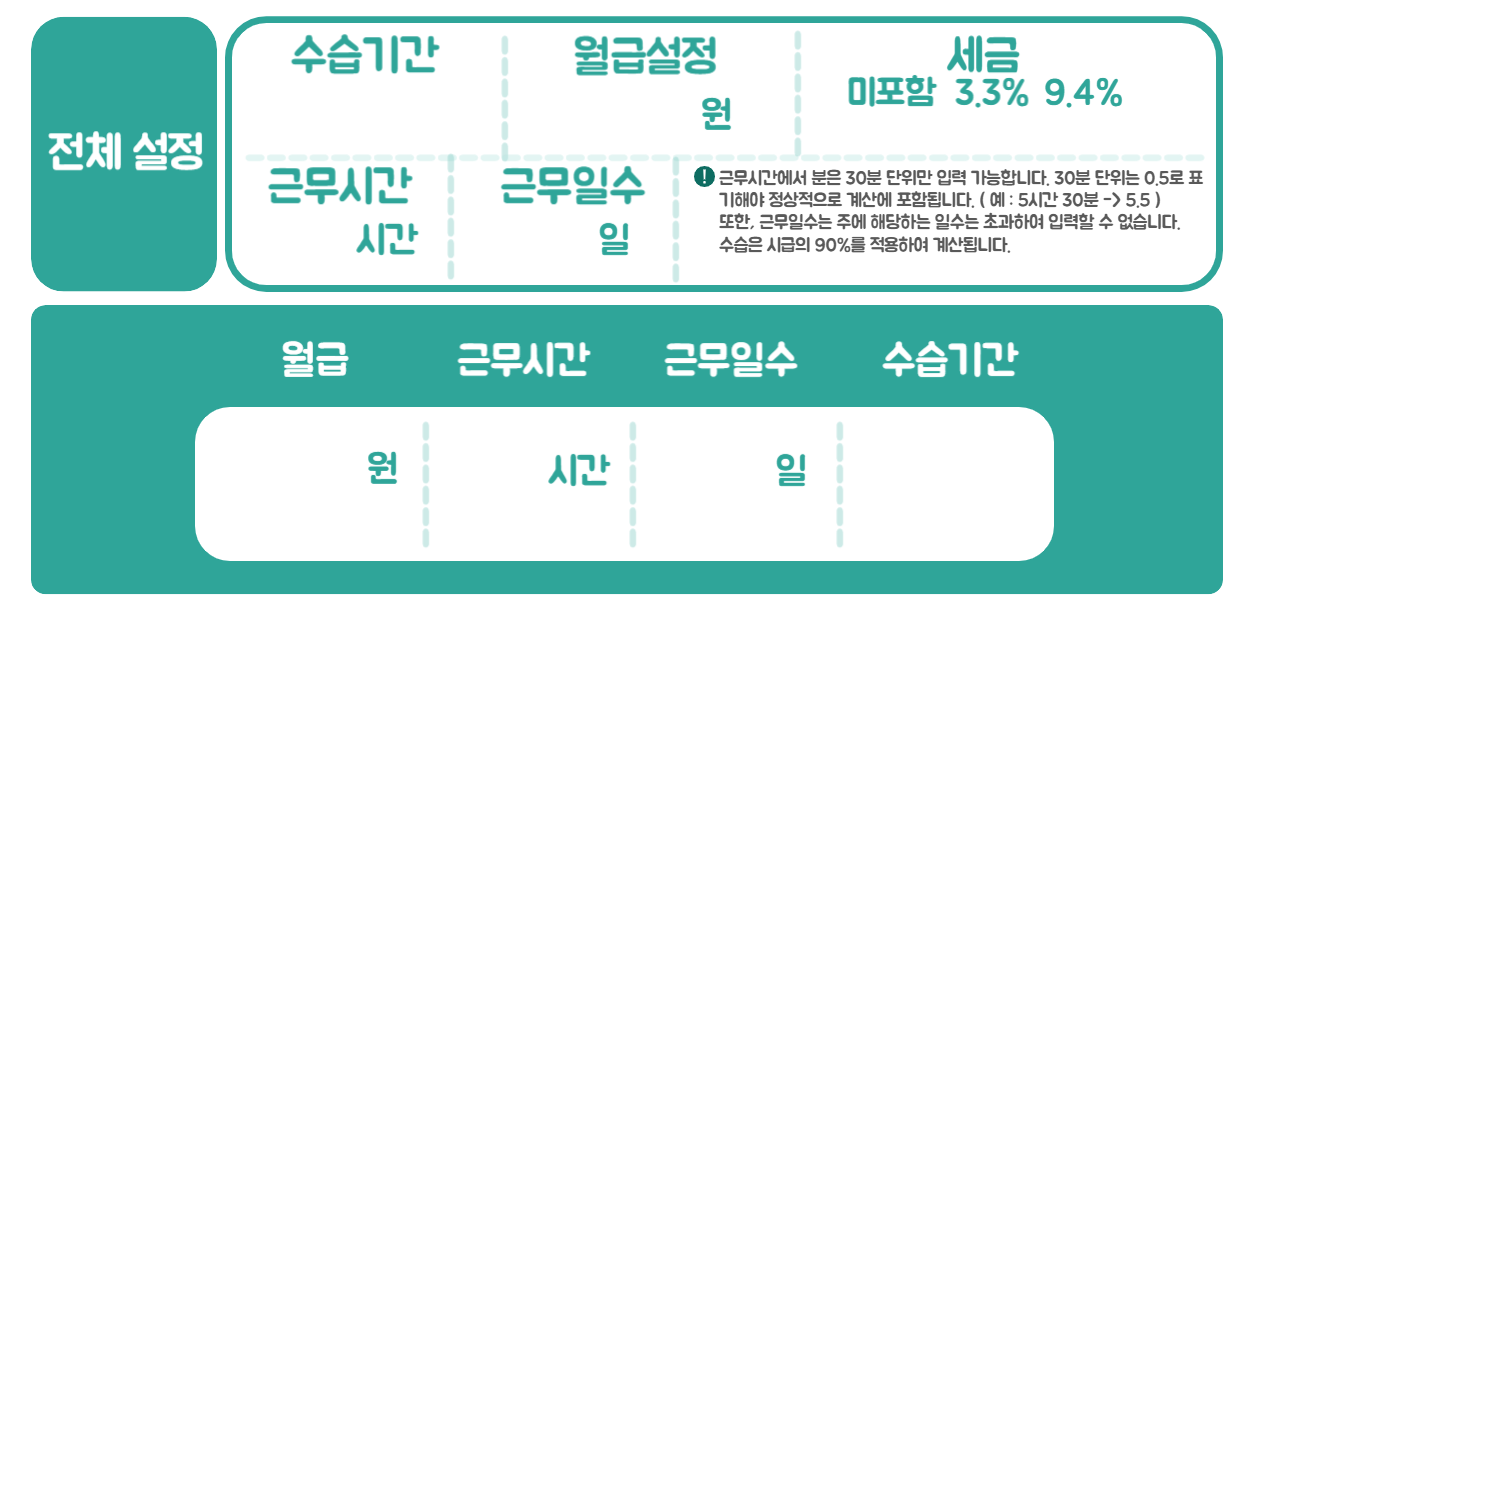 전체 설정
수습기간
월급설정
원
세금
미포함 3.3% 9.4%
근무시간
시간
근무일수
일
! 근무시간에서 분은 30분 단위만 입력 가능합니다. 30분 단위는 0.5로 표
기해야 정상적으로 계산에 포함됩니다. ( 예 : 5시간 30분 -> 5.5 )
또한, 근무일수는 주에 해당하는 일수는 초과하여 입력할 수 없습니다.
수습은 시급의 90%를 적용하여 계산됩니다.
월급 근무시간 근무일수 수습기간
원 시간 일